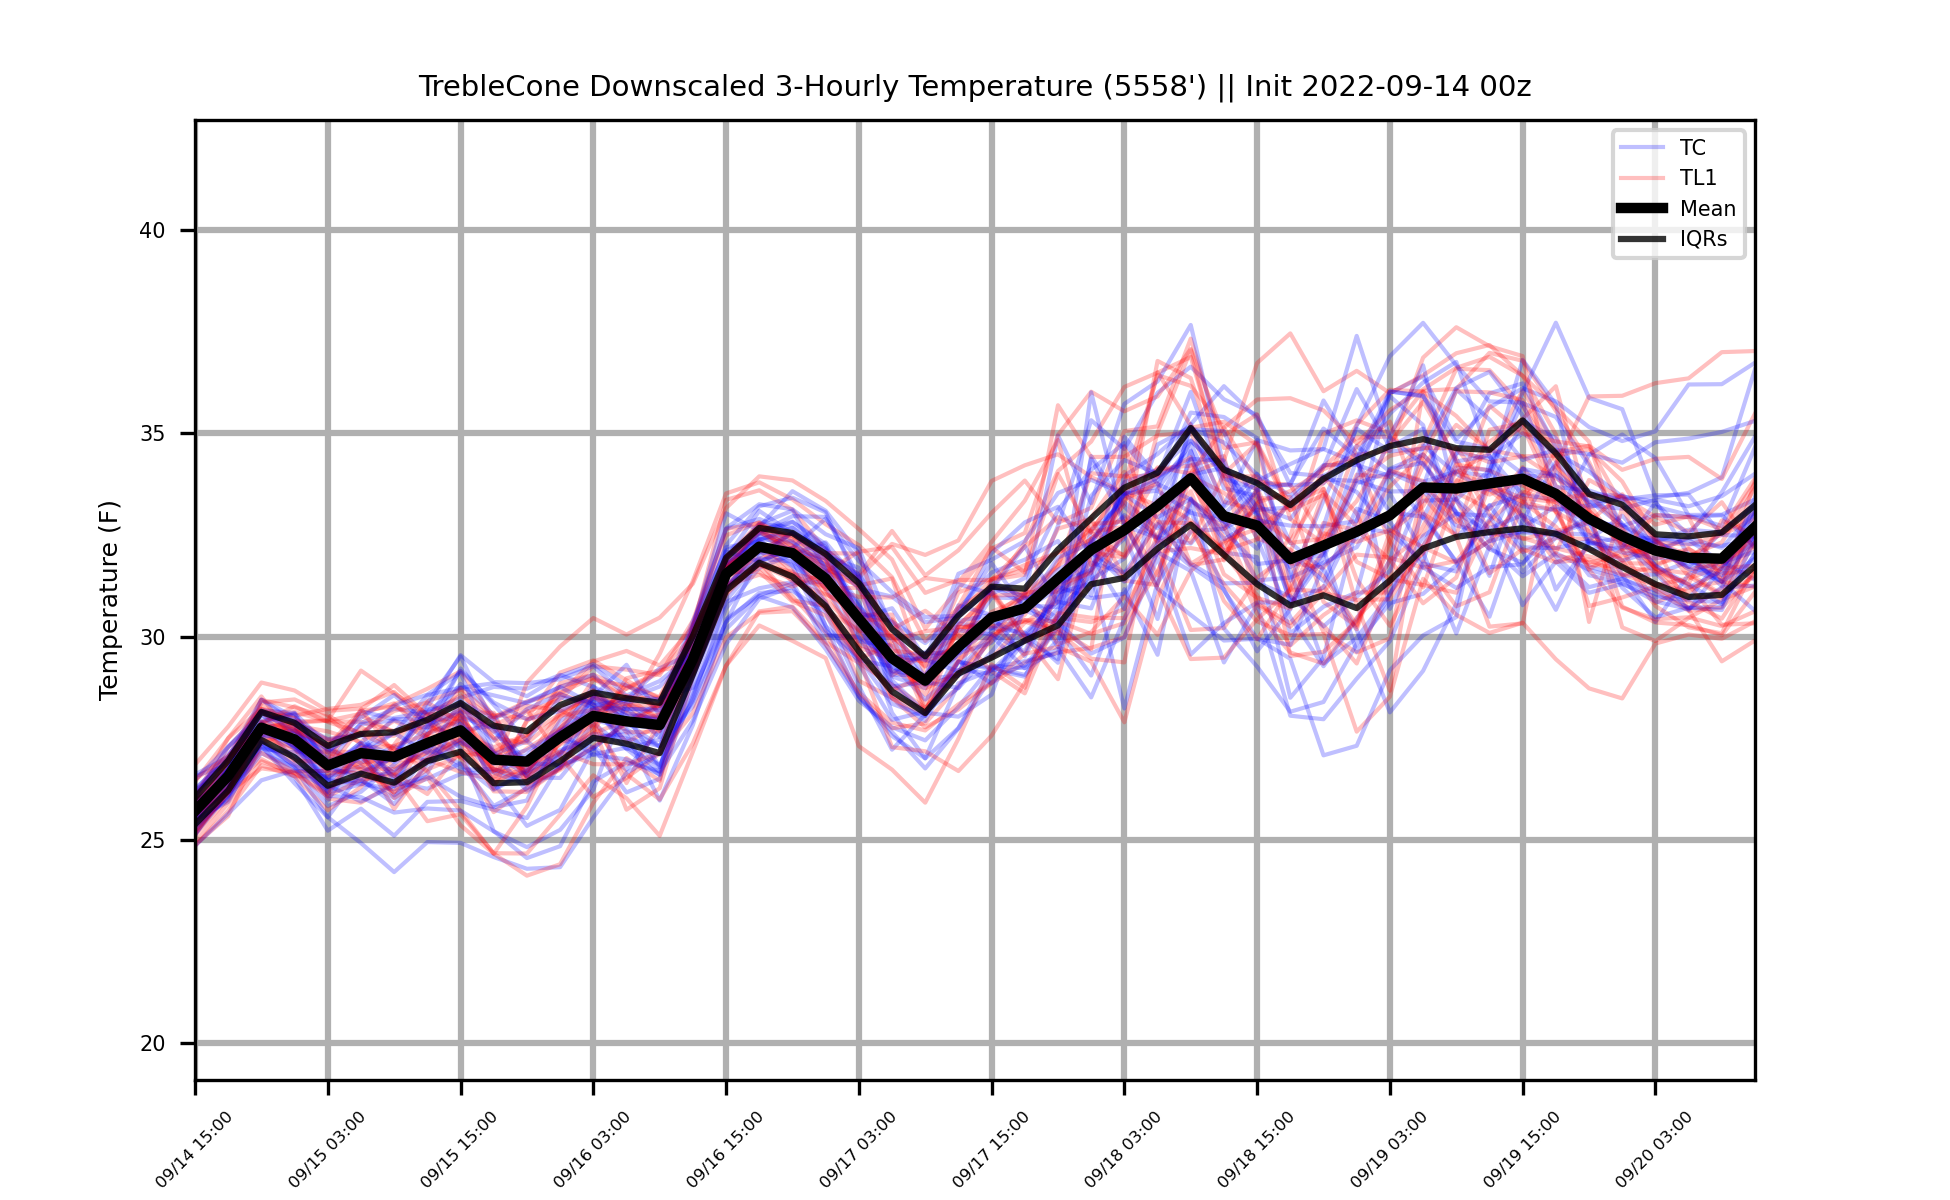 TrebleCone Downscaled 3-Hourly Temperature (5558') || Init 2022-09-14 00z
TC
TL1
Mean
IQRs
Temperature (F)
40
35
30
25
20
09/14 15:00
09/15 03:00
09/15 15:00
09/16 03:00
09/16 15:00
09/17 03:00
09/17 15:00
09/18 03:00
09/18 15:00
09/19 03:00
09/19 15:00
09/20 03:00